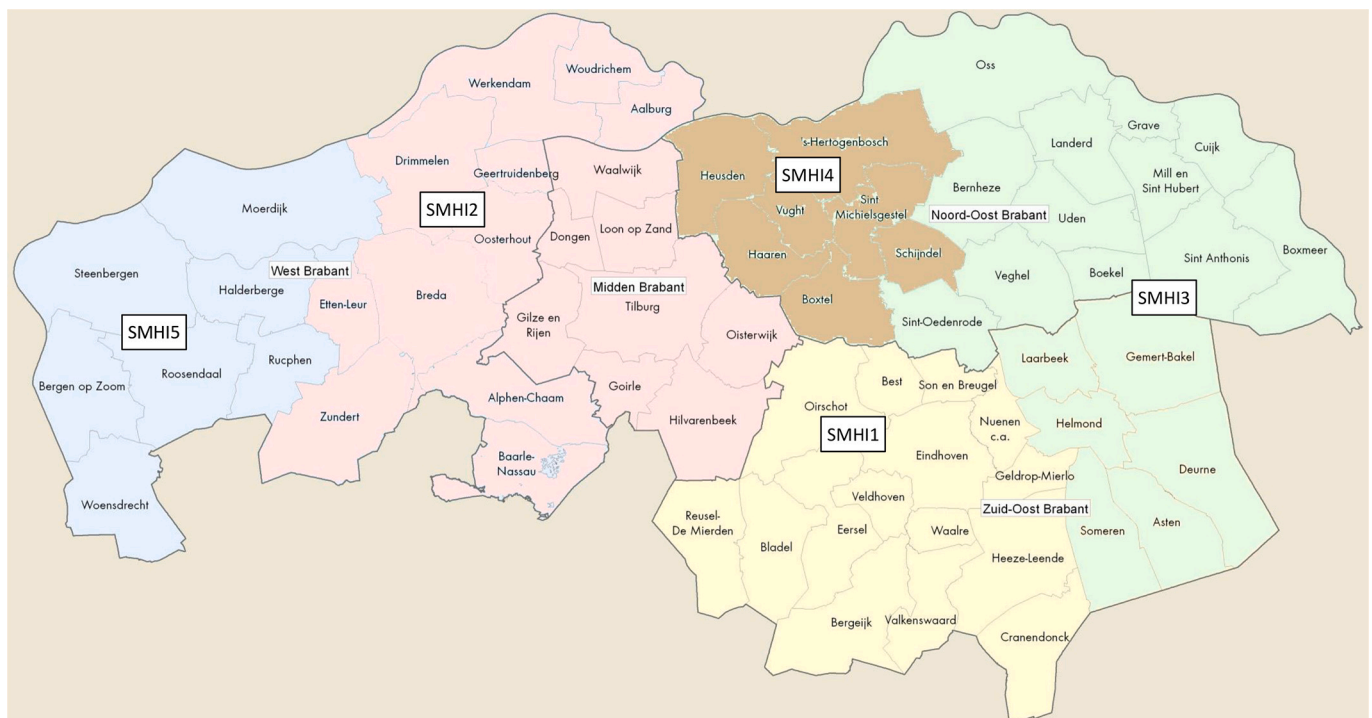 Oss
Woudrichem
Werkendam
Aalburg
Grave
's-Hertogenbosch
Landerd
Cuijk
Drimmelen
Geertruidenberg
Waalwijk
Heusden
SMHI4
Mill en
Sint Hubert
Bernheze
Moerdijk
SMHI2
Vught
Sint
Michielsgestel
Noord-Oost Brabant
Uden
Loon op Zand
Dongen
Oosterhout
Haaren
Schijndel
Boxmeer
Sint Anthonis
Steenbergen
West Brabant
Veghel
Boekel
Halderberge
Etten-Leur
Breda
Midden Brabant
Tilburg
Boxtel
SMHI3
SMHI5
Gilze en
Rijen
Sint-Oedenrode
Oisterwijk
Rucphen
Roosendaal
Laarbeek
Gemert-Bakel
Bergen op Zoom
Goirle
Best
Son en Breugel
Alphen-Chaam
Oirschot
Zundert
Hilvarenbeek
SMHI1
Nuenen
c.a.
Helmond
Eindhoven
Baarle-
Nassau
Deurne
Geldrop-Mierlo
Veldhoven
Woensdrecht
Zuid-Oost Brabant
Reusel-
De Mierden
Bladel
Eersel
Waalre
Someren
Asten
Heeze-Leende
Bergeijk
Valkenswaard
Cranendonck